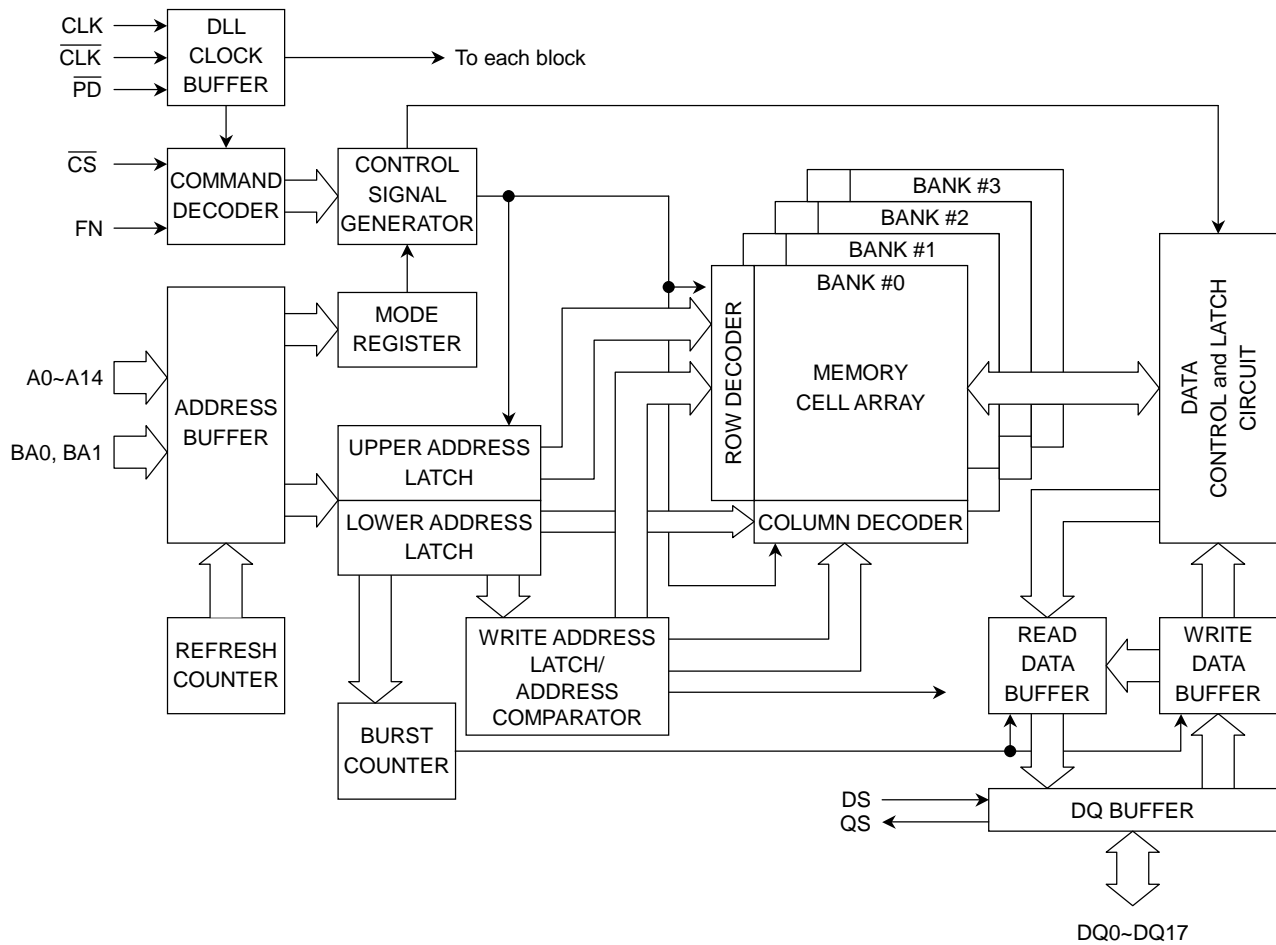 CLK
CLK
PD
DLL
CLOCK
BUFFER
To each block
CS
FN
COMMAND
DECODER
CONTROL
SIGNAL
GENERATOR
BANK #3
BANK #2
BANK #1
BANK #0
MODE
REGISTER
A0~A14
BA0, BA1
ADDRESS
BUFFER
ROW DECODER
MEMORY
CELL ARRAY
DATA
CONTROL and LATCH
CIRCUIT
UPPER ADDRESS
LATCH
LOWER ADDRESS
LATCH
COLUMN DECODER
REFRESH
COUNTER
WRITE ADDRESS
LATCH/
ADDRESS
COMPARATOR
READ
DATA
BUFFER
WRITE
DATA
BUFFER
BURST
COUNTER
DS
QS
DQ BUFFER
DQ0~DQ17